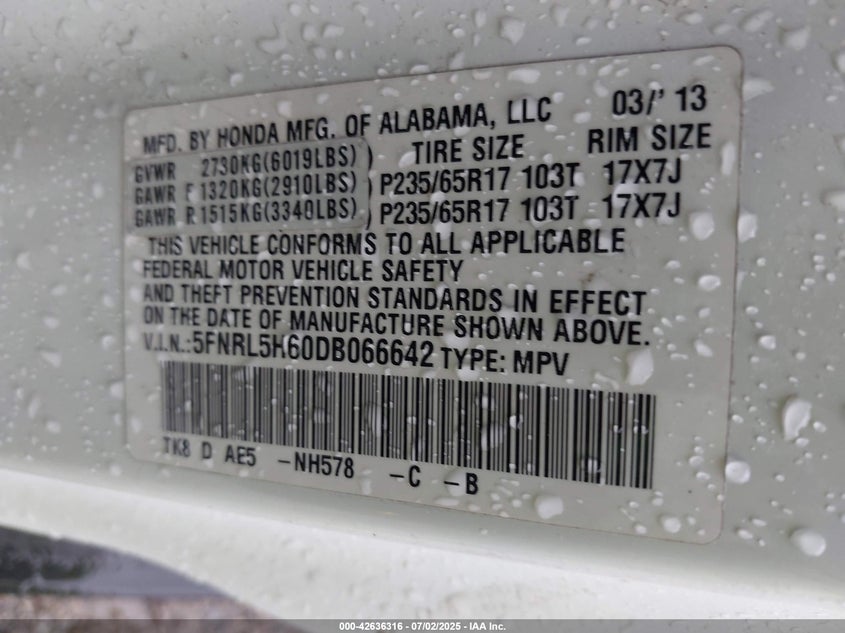 MFD. BY HONDA MFG. OF ALABAMA, LLC 03/'13
TIRE SIZE RIM SIZE
GVWR 2730KG(6019LBS)
GAWR F 1320KG(2910LBS) P235/65R17 103T 17X7J
GAWR R 1515KG(3340LBS) P235/65R17 103T 17X7J
THIS VEHICLE CONFORMS TO ALL APPLICABLE
FEDERAL MOTOR VEHICLE SAFETY
AND THEFT PREVENTION STANDARDS IN EFFECT
ON THE DATE OF MANUFACTURE SHOWN ABOVE.
V.I.N.:5FNRL5H60DB066642 TYPE: MPV
TK8 D AE5 -NH578 -C -B
000-42636316 - 07/02/2025 - IAA Inc.